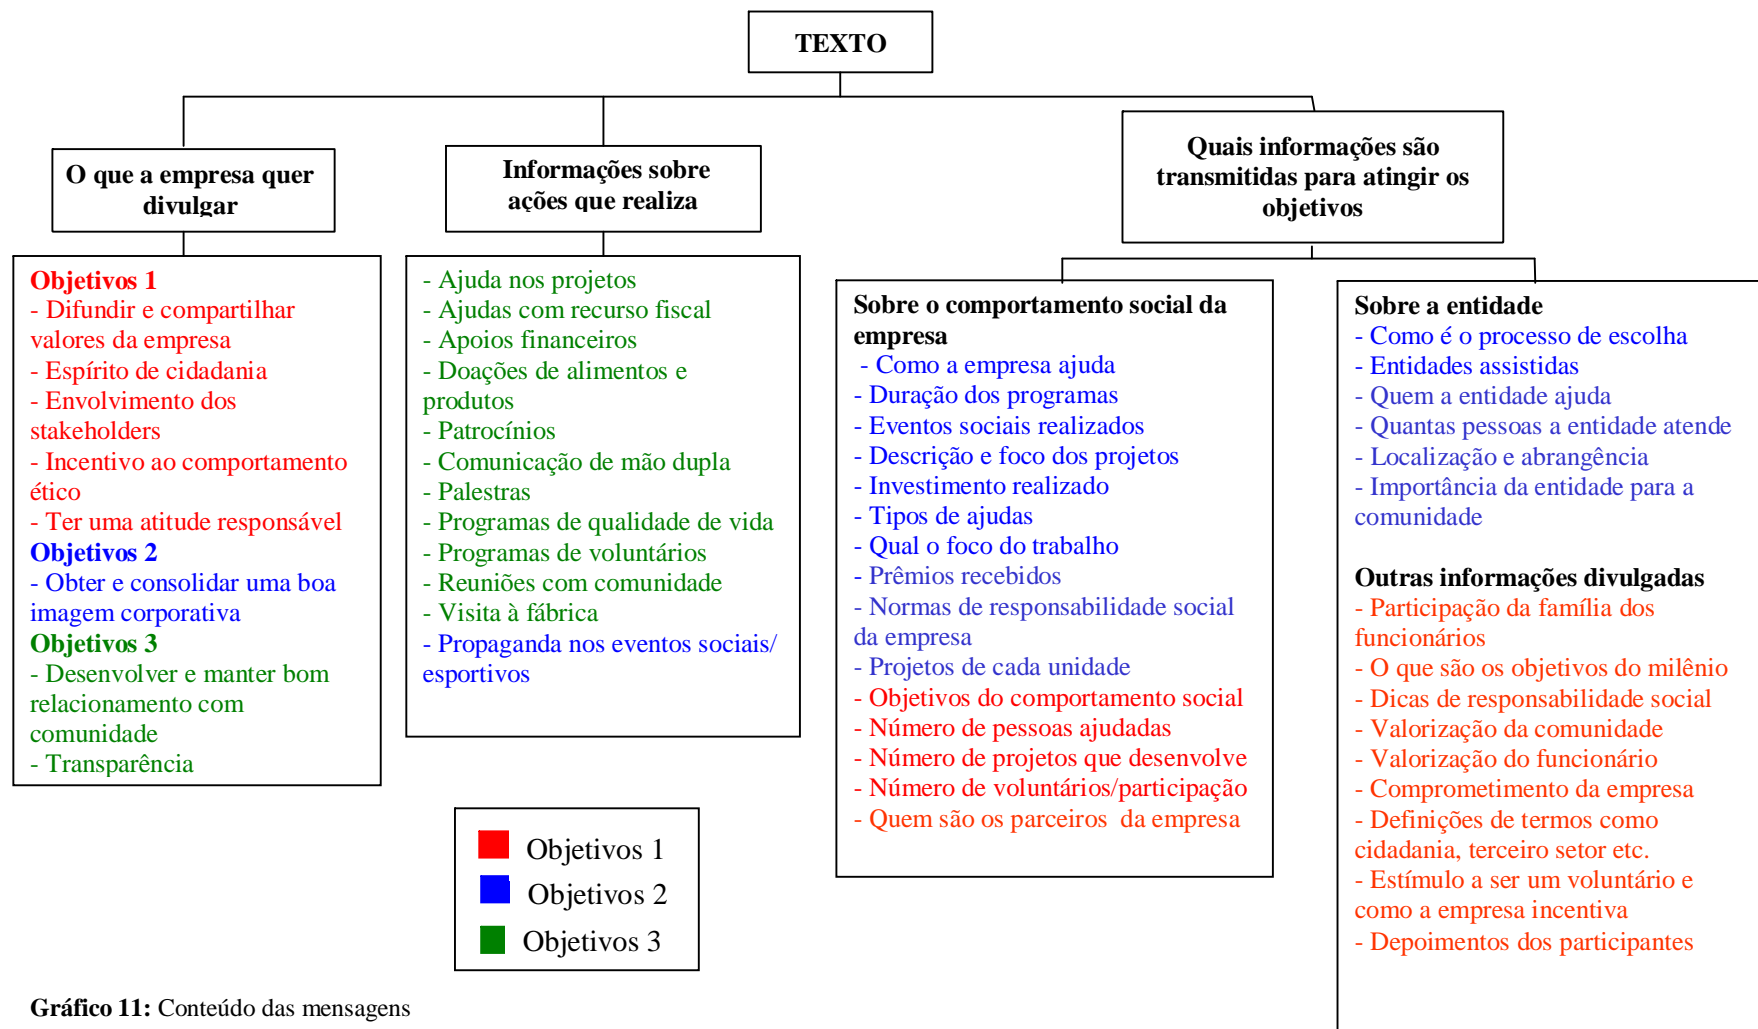 TEXTO
O que a empresa quer
divulgar
Informações sobre
ações que realiza
Quais informações são
transmitidas para atingir os
objetivos
Objetivos 1
- Difundir e compartilhar
valores da empresa
- Espírito de cidadania
- Envolvimento dos
stakeholders
- Incentivo ao comportamento
ético
- Ter uma atitude responsável
Objetivos 2
- Obter e consolidar uma boa
imagem corporativa
Objetivos 3
- Desenvolver e manter bom
relacionamento com
comunidade
- Transparência
- Ajuda nos projetos
- Ajudas com recurso fiscal
- Apoios financeiros
- Doações de alimentos e
produtos
- Patrocínios
- Comunicação de mão dupla
- Palestras
- Programas de qualidade de vida
- Programas de voluntários
- Reuniões com comunidade
- Visita à fábrica
- Propaganda nos eventos sociais/
esportivos
Sobre o comportamento social da
empresa
- Como a empresa ajuda
- Duração dos programas
- Eventos sociais realizados
- Descrição e foco dos projetos
- Investimento realizado
- Tipos de ajudas
- Qual o foco do trabalho
- Prêmios recebidos
- Normas de responsabilidade social
da empresa
- Projetos de cada unidade
- Objetivos do comportamento social
- Número de pessoas ajudadas
- Número de projetos que desenvolve
- Número de voluntários/participação
- Quem são os parceiros da empresa
Sobre a entidade
- Como é o processo de escolha
- Entidades assistidas
- Quem a entidade ajuda
- Quantas pessoas a entidade atende
- Localização e abrangência
- Importância da entidade para a
comunidade
Outras informações divulgadas
- Participação da família dos
funcionários
- O que são os objetivos do milênio
- Dicas de responsabilidade social
- Valorização da comunidade
- Valorização do funcionário
- Comprometimento da empresa
- Definições de termos como
cidadania, terceiro setor etc.
- Estímulo a ser um voluntário e
como a empresa incentiva
- Depoimentos dos participantes
Objetivos 1
Objetivos 2
Objetivos 3
Gráfico 11: Conteúdo das mensagens